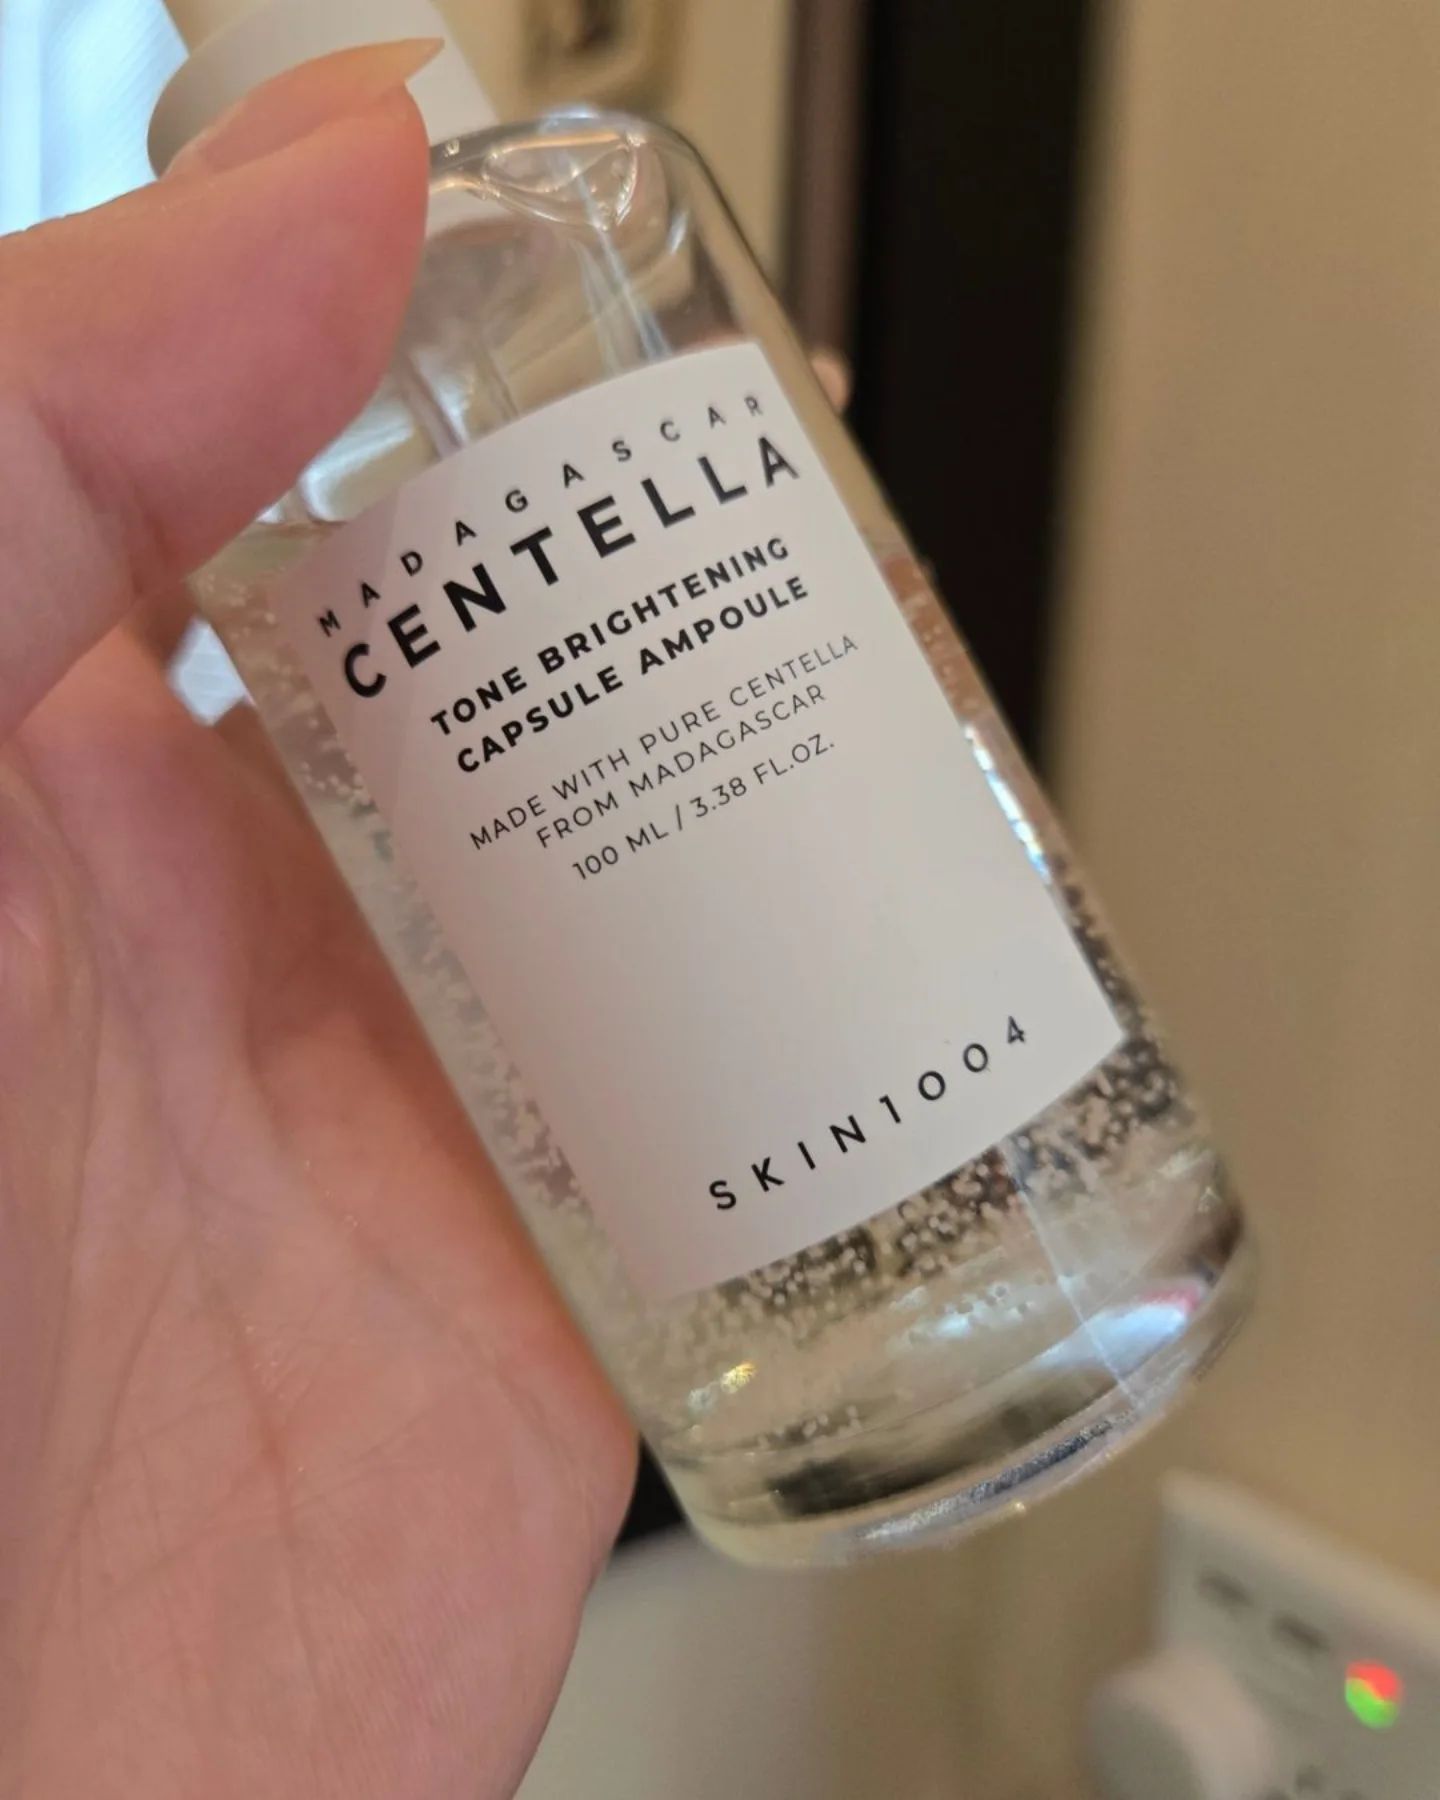 MADAGASCAR
CENTELLA
TONE BRIGHTENING
CAPSULE AMPOULE
MADE WITH PURE CENTELLA
FROM MADAGASCAR
100 ML / 3.38 FL.OZ.
SKIN1004